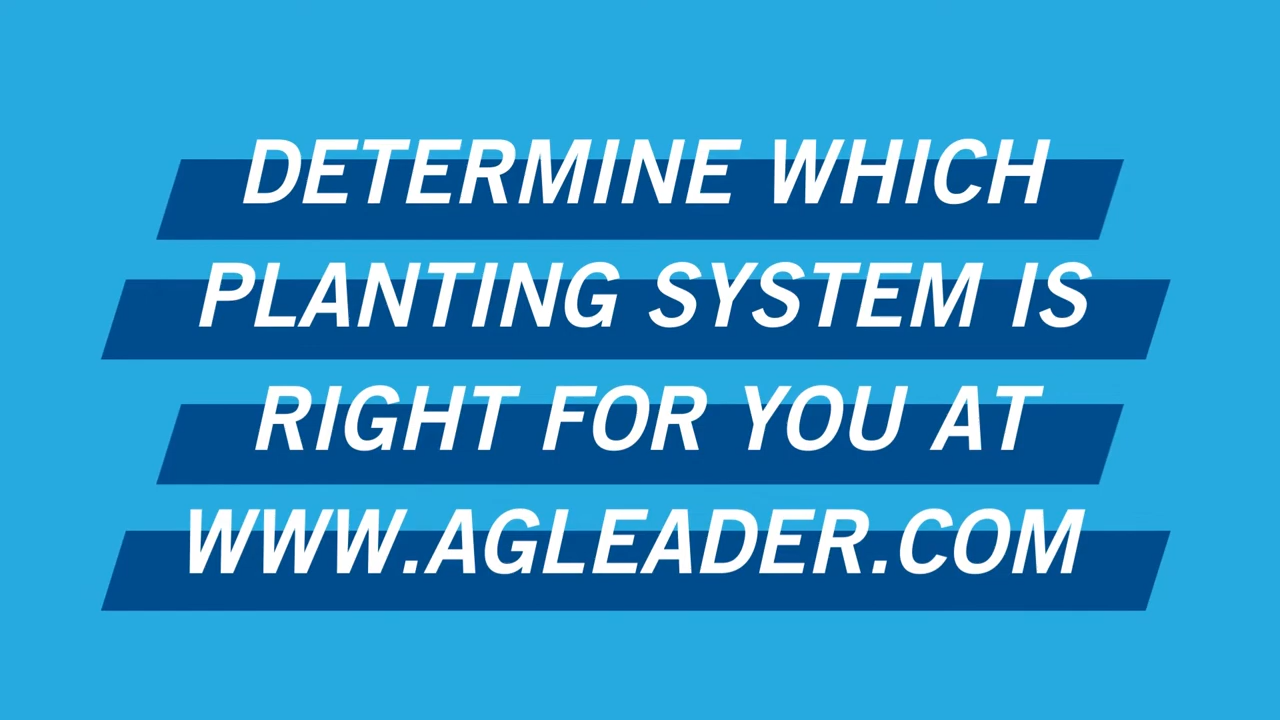 DETERMINE WHICH
PLANTING SYSTEM IS
RIGHT FOR YOU AT
WWW.AGLEADER.COM